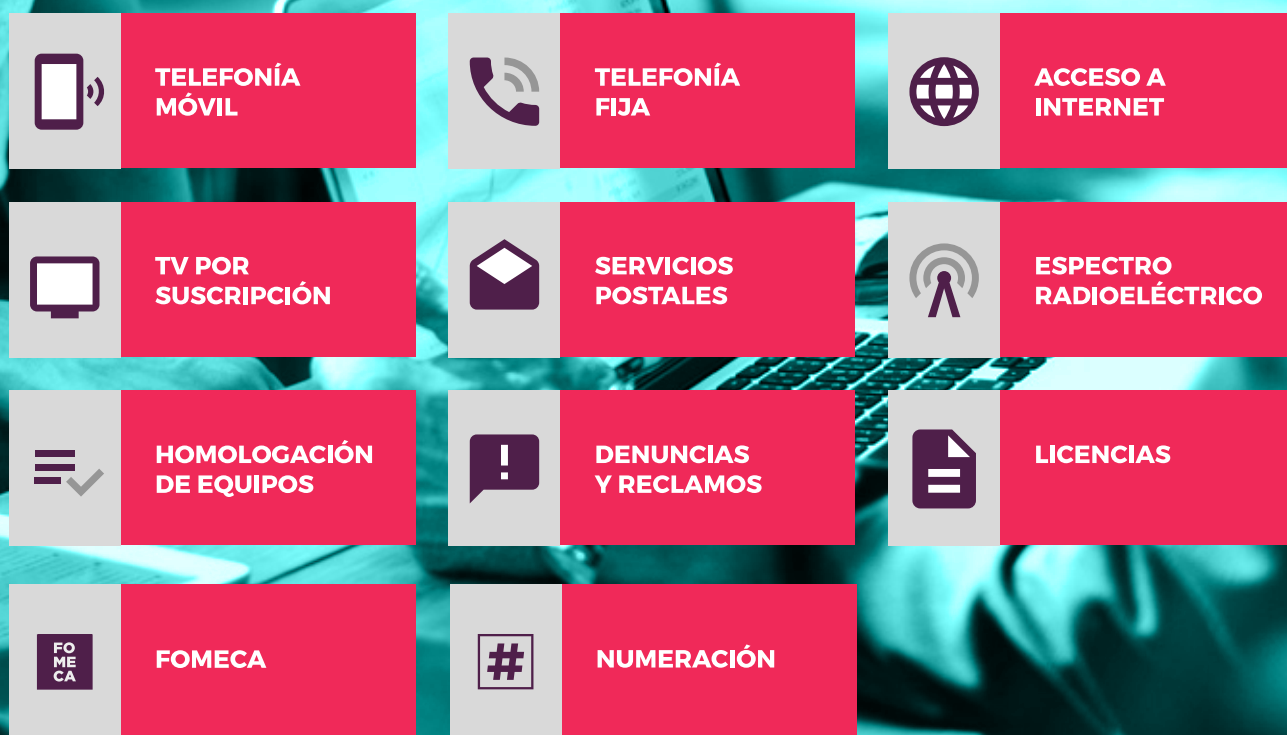 TELEFONÍA
MÓVIL
TELEFONÍA
FIJA
ACCESO A
INTERNET
TV POR
SUSCRIPCIÓN
SERVICIOS
POSTALES
ESPECTRO
RADIOELÉCTRICO
HOMOLOGACIÓN
DE EQUIPOS
DENUNCIAS
Y RECLAMOS
LICENCIAS
FO
ME
CA
FOMECA
#
NUMERACIÓN